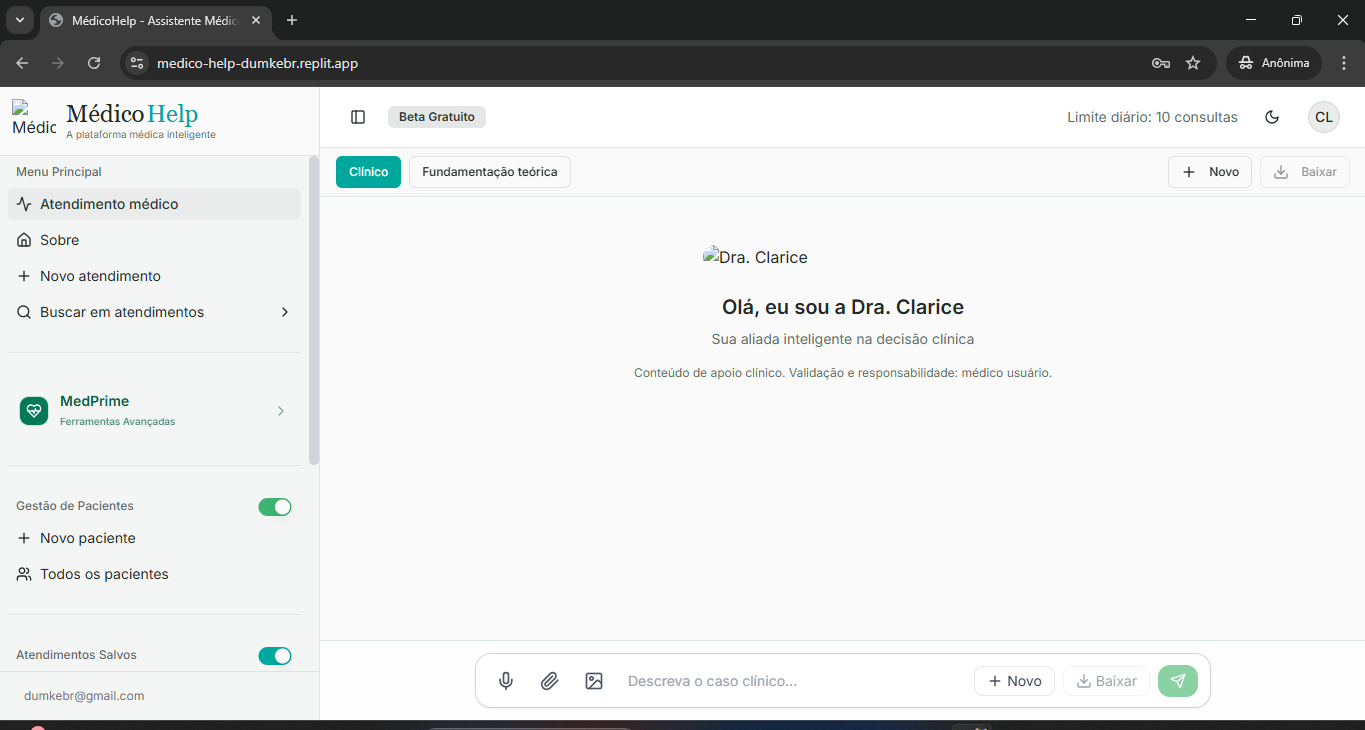 MédicoHelp - Assistente Médic
medico-help-dumkebr.replit.app
Anônima
Médic
MédicoHelp
A plataforma médica inteligente
Beta Gratuito
Limite diário: 10 consultas
CL
Menu Principal
Atendimento médico
Sobre
Novo atendimento
Buscar em atendimentos
MedPrime
Ferramentas Avançadas
Gestão de Pacientes
Novo paciente
Todos os pacientes
Atendimentos Salvos
dumkebr@gmail.com
Clínico
Fundamentação teórica
Novo
Baixar
Dra. Clarice
Olá, eu sou a Dra. Clarice
Sua aliada inteligente na decisão clínica
Conteúdo de apoio clínico. Validação e responsabilidade: médico usuário.
Descreva o caso clínico...
Novo
Baixar